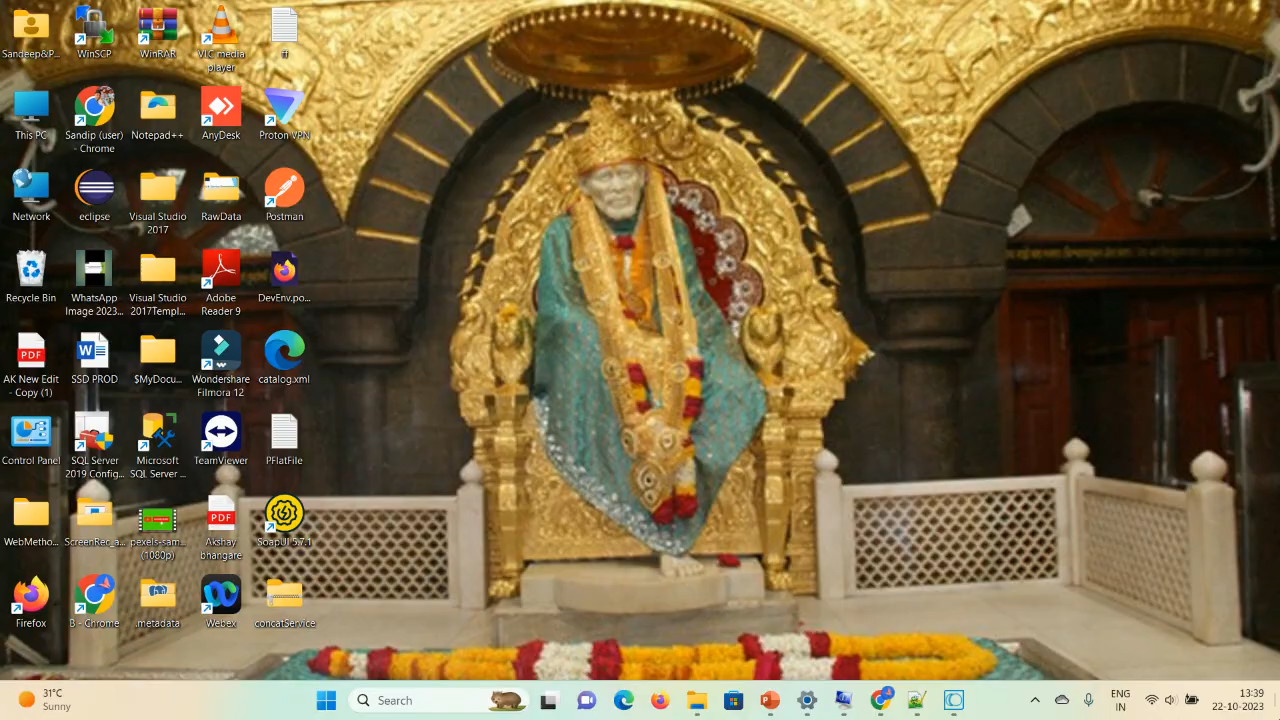 Sandeep&P...
WinSCP
WinRAR
VLC media
player
ff
This PC
Sandip (user)
- Chrome
Notepad++
AnyDesk
Proton VPN
Network
eclipse
Visual Studio
2017
RawData
Postman
Recycle Bin
WhatsApp
Image 2023...
Visual Studio
2017Templ...
Adobe
Reader 9
DevEnv.po...
PDF
AK New Edit
- Copy (1)
SSD PROD
$MyDocu...
Wondershare
Filmora 12
catalog.xml
Control Panel
SQL Server
2019 Config...
Microsoft
SQL Server ...
TeamViewer
PFlatFile
WebMetho...
ScreenRec_a...
pexels-sam...
(1080p)
PDF
Akshay
bhangare
SoapUI 5.7.1
Firefox
B - Chrome
.metadata
Webex
concatService
31°C
Sunny
Search
ENG
IN
13:39
22-10-2023